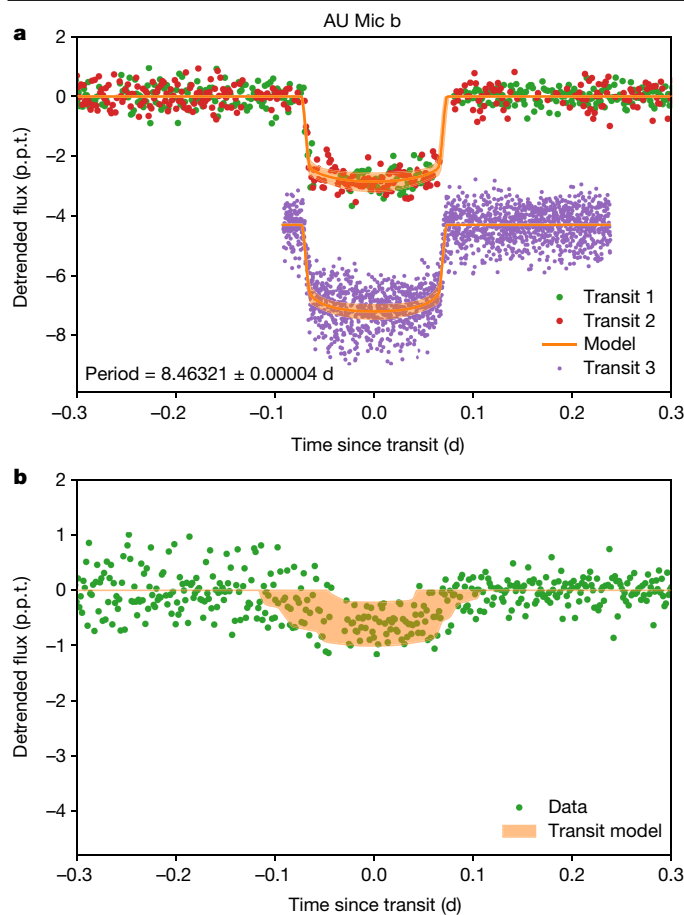 AU Mic b
a
2
0
−2
−4
−6
−8
Detrended flux (p.p.t.)
Transit 1
Transit 2
Model
Transit 3
Period = 8.46321 ± 0.00004 d
−0.3 −0.2 −0.1 0.0 0.1 0.2 0.3
Time since transit (d)
b
2
1
0
−1
−2
−3
−4
Detrended flux (p.p.t.)
Data
Transit model
−0.3 −0.2 −0.1 0.0 0.1 0.2 0.3
Time since transit (d)